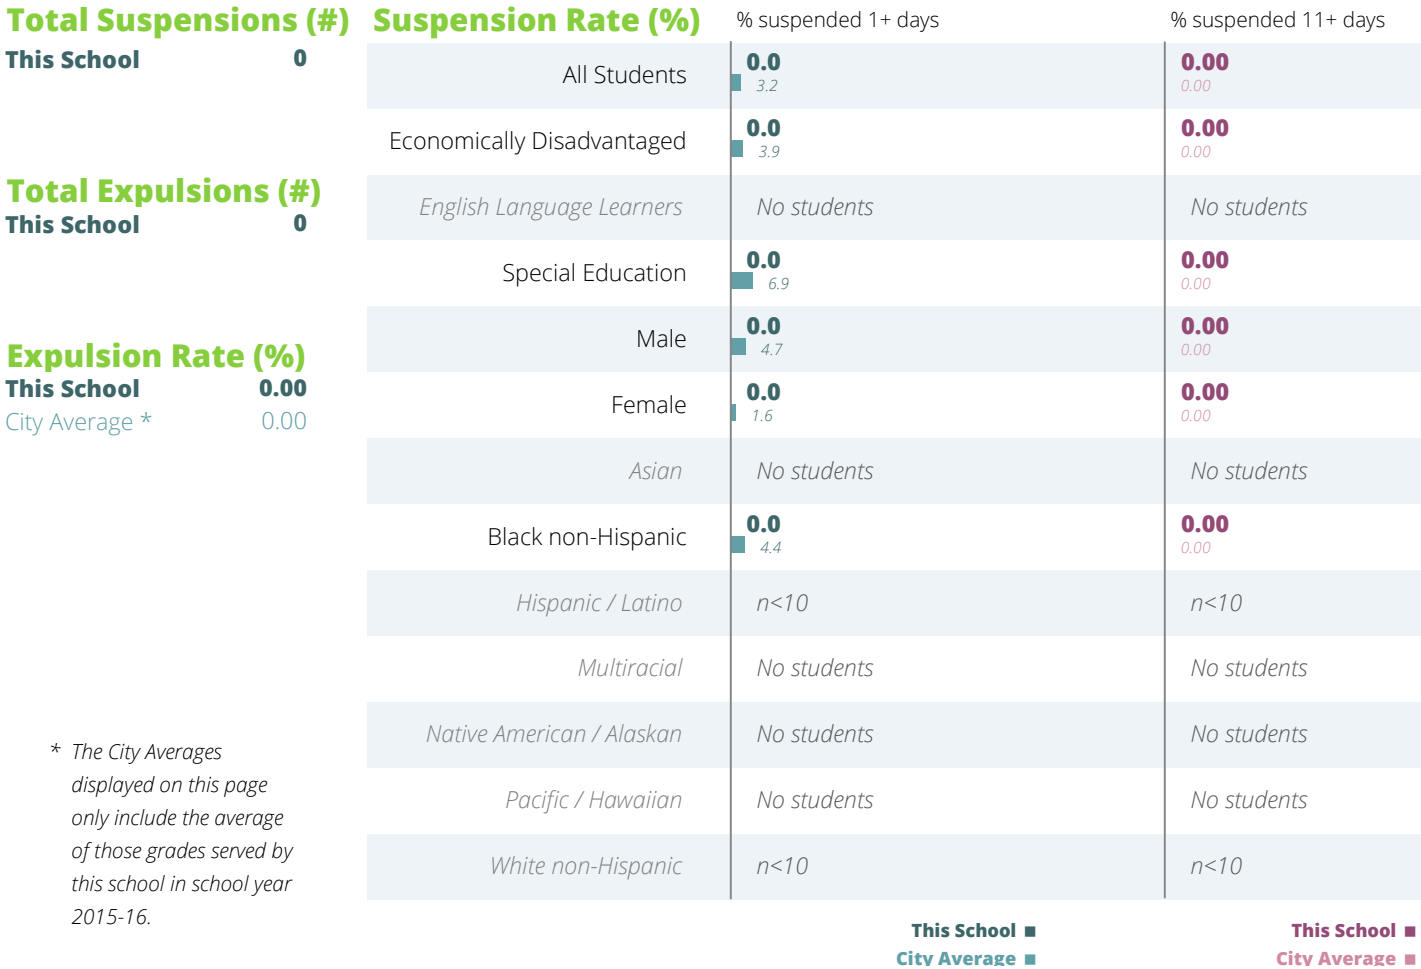 Total Suspensions (#)
This School 0
Total Expulsions (#)
This School 0
Expulsion Rate (%)
This School 0.00
City Average * 0.00
* The City Averages
displayed on this page
only include the average
of those grades served by
this school in school year
2015-16.
Suspension Rate (%) % suspended 1+ days % suspended 11+ days
All Students 0.0 0.00
3.2 0.00
Economically Disadvantaged 0.0 0.00
3.9 0.00
English Language Learners No students No students
Special Education 0.0 0.00
6.9 0.00
Male 0.0 0.00
4.7 0.00
Female 0.0 0.00
1.6 0.00
Asian No students No students
Black non-Hispanic 0.0 0.00
4.4 0.00
Hispanic / Latino n<10 n<10
Multiracial No students No students
Native American / Alaskan No students No students
Pacific / Hawaiian No students No students
White non-Hispanic n<10 n<10
This School This School
City Average City Average